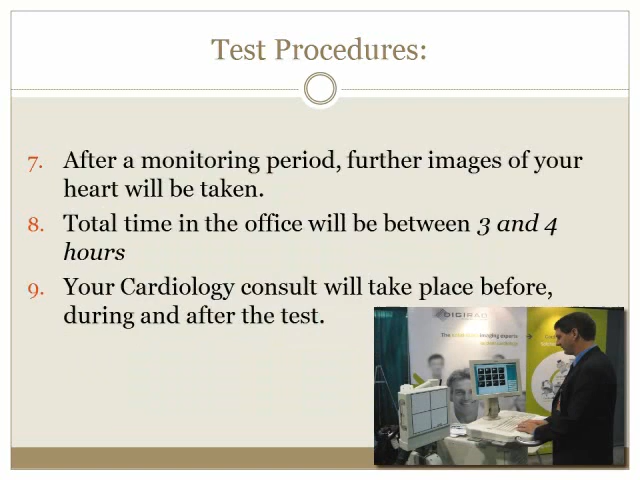 Test Procedures:
7. After a monitoring period, further images of your
heart will be taken.
8. Total time in the office will be between 3 and 4
hours
9. Your Cardiology consult will take place before,
during and after the test.
DIGIRAD
imaging experts